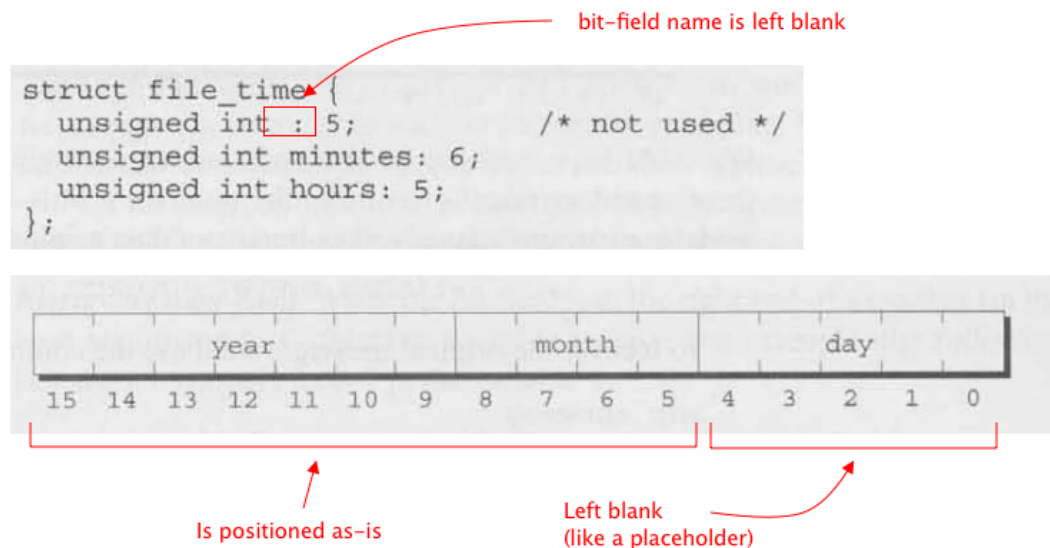 bit-field name is left blank
struct file_time {
unsigned int : 5; /* not used */
unsigned int minutes: 6;
unsigned int hours: 5;
};
year month day
15 14 13 12 11 10 9 8 7 6 5 4 3 2 1 0
Is positioned as-is
Left blank
(like a placeholder)